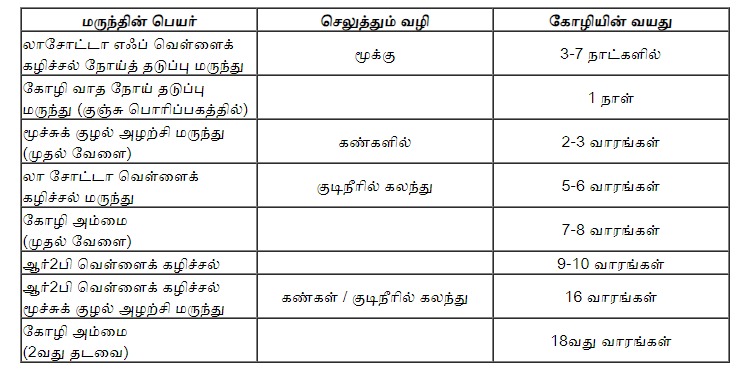 மருந்தின் பெயர் செலுத்தும் வழி கோழியின் வயது
லாசோட்டா எஃப் வெள்ளைக்
கழிச்சல் நோய்த் தடுப்பு மருந்து மூக்கு 3-7 நாட்களில்
கோழி வாத நோய் தடுப்பு
மருந்து (குஞ்சு பொரிப்பகத்தில்) 1 நாள்
மூச்சுக் குழல் அழற்சி மருந்து
(முதல் வேளை) கண்களில் 2-3 வாரங்கள்
லா சோட்டா வெள்ளைக்
கழிச்சல் மருந்து குடிநீரில் கலந்து 5-6 வாரங்கள்
கோழி அம்மை
(முதல் வேளை) 7-8 வாரங்கள்
ஆர்2பி வெள்ளைக் கழிச்சல் 9-10 வாரங்கள்
ஆர்2பி வெள்ளைக் கழிச்சல்
மூச்சுக் குழல் அழற்சி மருந்து கண்கள் / குடிநீரில் கலந்து 16 வாரங்கள்
கோழி அம்மை
(2வது தடவை) 18வது வாரங்கள்